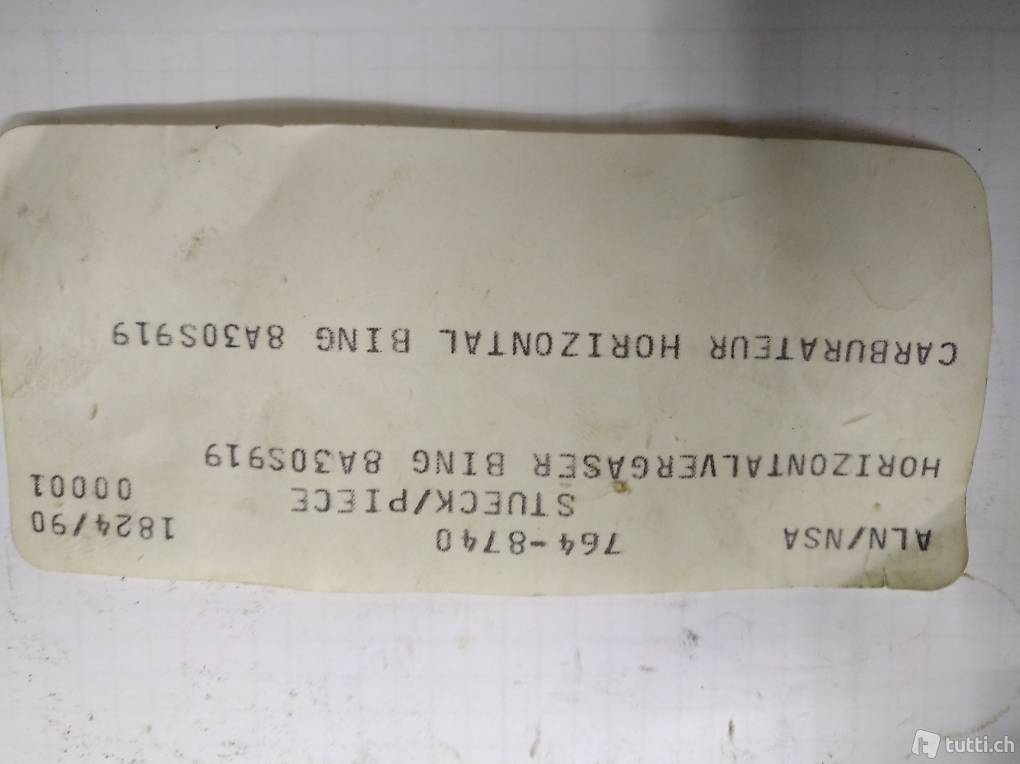 ALN/NSA 764-8740 1824/90
STUECK/PIECE 00001
HORIZONTALVERGASER BING 8A30S919
CARBURATEUR HORIZONTAL BING 8A30S919
tutti.ch